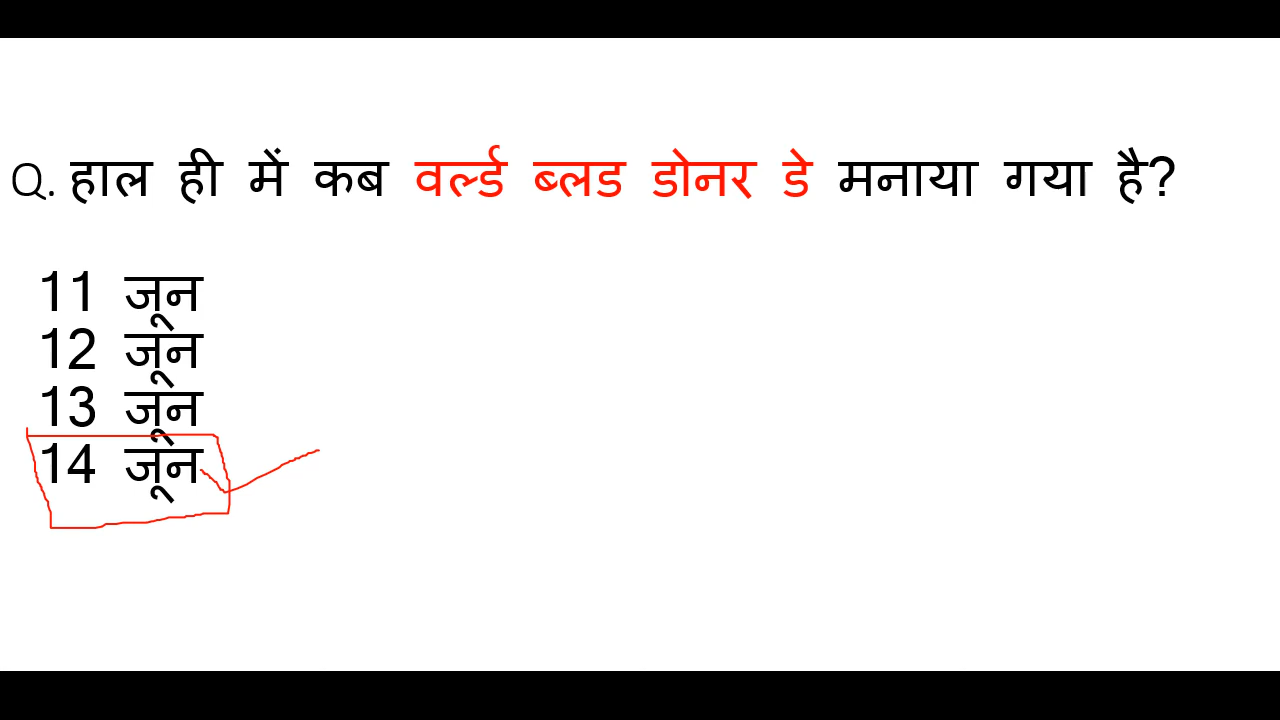 Q. हाल ही में कब वर्ल्ड ब्लड डोनर डे मनाया गया है?
11 जून
12 जून
13 जून
14 जून